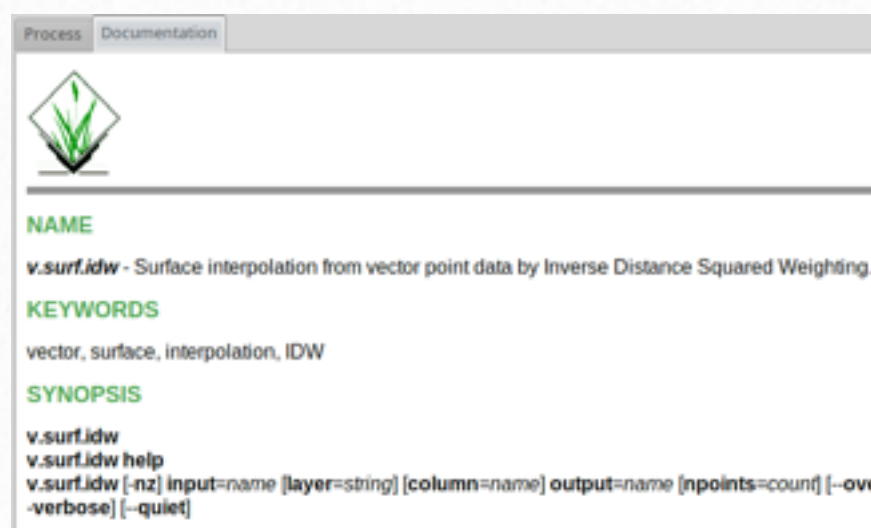 Process Documentation
NAME
v.surf.idw - Surface interpolation from vector point data by Inverse Distance Squared Weighting.
KEYWORDS
vector, surface, interpolation, IDW
SYNOPSIS
v.surf.idw
v.surf.idw help
v.surf.idw [-nz] input=name [layer=string] [column=name] output=name [npoints=count] [--ove
-verbose] [--quiet]